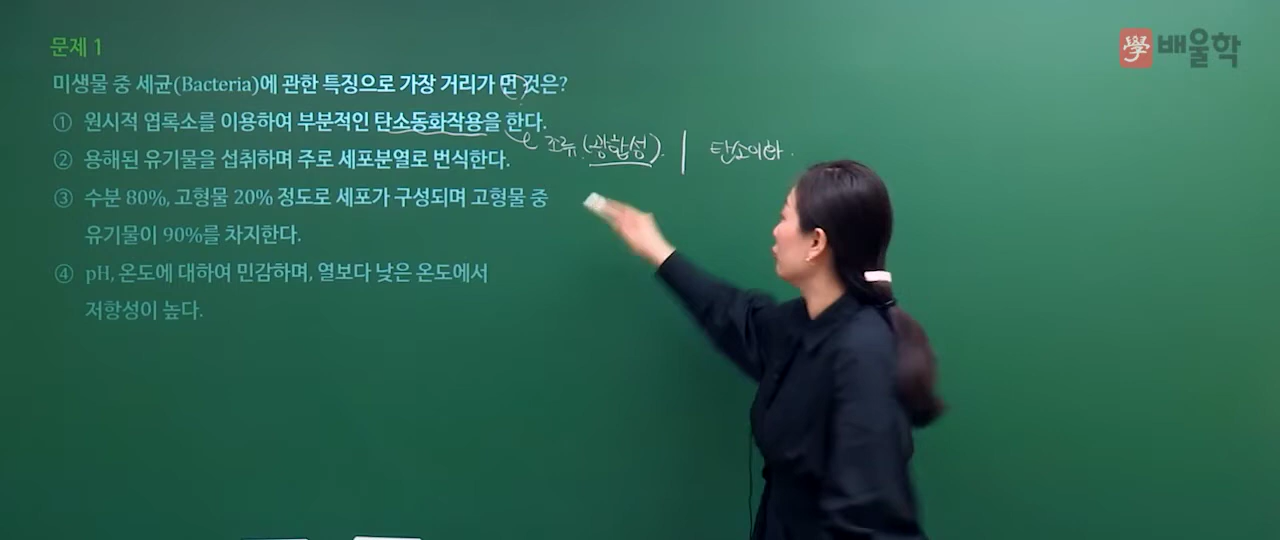 學 배울학
문제 1
미생물 중 세균(Bacteria)에 관한 특징으로 가장 거리가 먼 것은?
① 원시적 엽록소를 이용하여 부분적인 탄소동화작용을 한다.
조류.(광합성). | 탄소동화.
② 용해된 유기물을 섭취하며 주로 세포분열로 번식한다.
③ 수분 80%, 고형물 20% 정도로 세포가 구성되며 고형물 중
유기물이 90%를 차지한다.
④ pH, 온도에 대하여 민감하며, 열보다 낮은 온도에서
저항성이 높다.